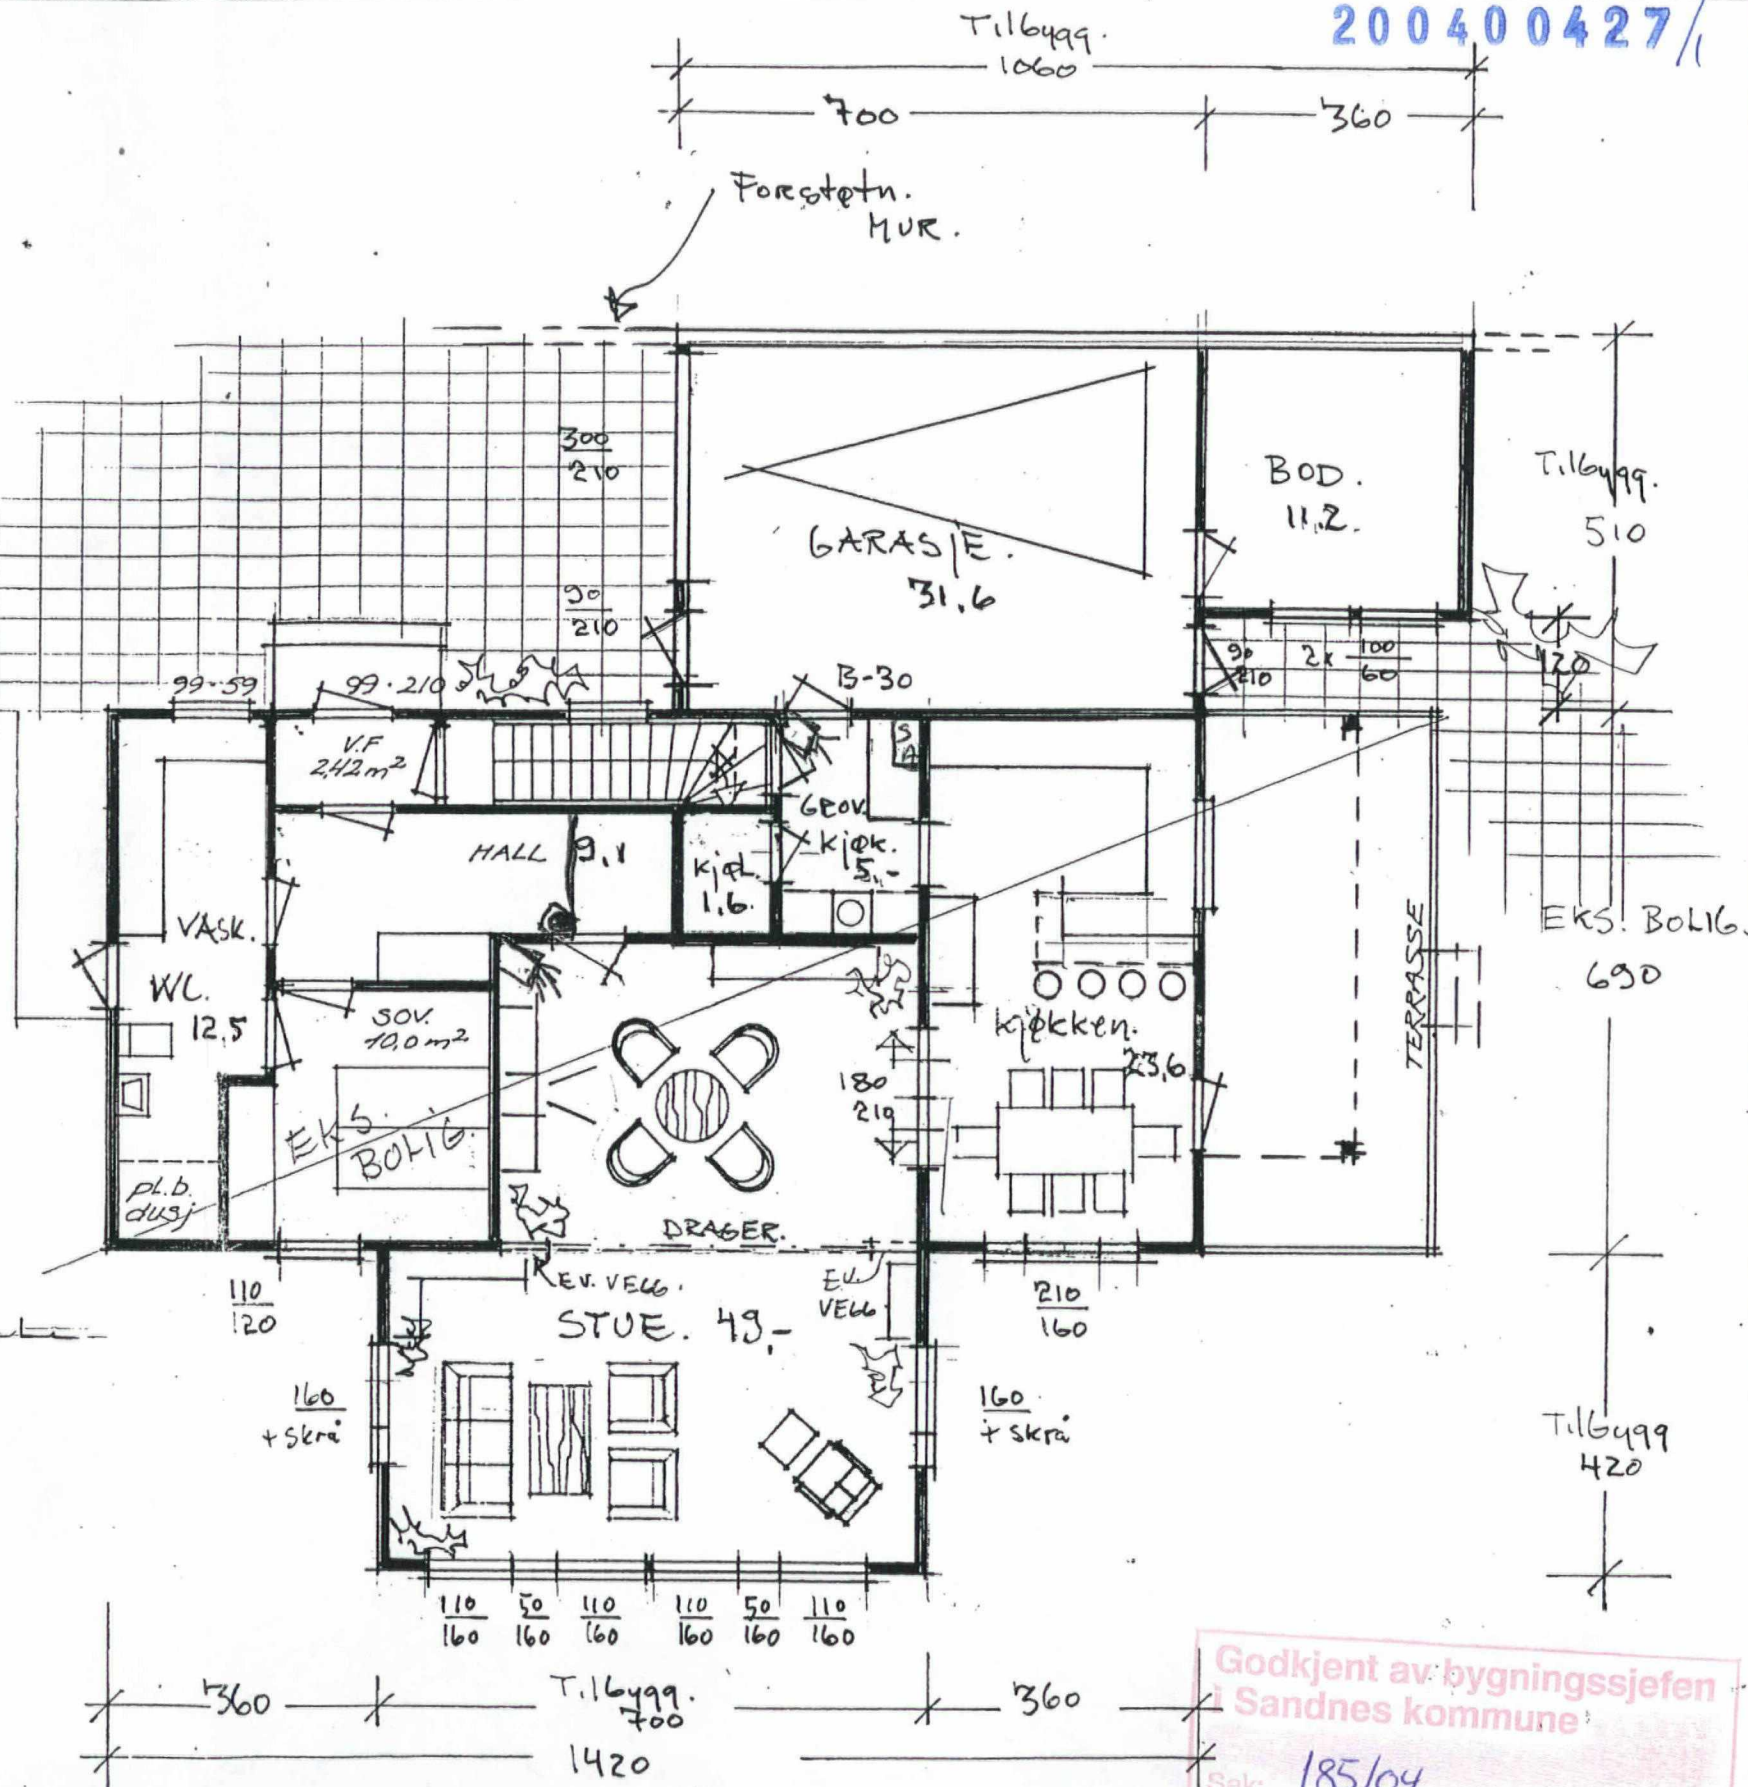 200400427/1
Tilbygg.
1060
700
360
Forstøtn.
MUR.
300
210
BOD.
11,2.
Tilbygg.
510
GARASJE.
31,6
90
210
99·59
99·210
B-30
90
210
2x 100
60
120
V.F
2,42m²
GROV.
kjøk.
5,-
HALL
9,1
kjøl.
1,6.
VASK.
WC.
12,5
SOV.
10,0m²
kjøkken.
23,6
TERRASSE
EKS. BOLIG.
690
180
210
EKS.
BOLIG.
pl.b.
dusj
DRAGER.
EV. VEGG.
EV.
VEGG
110
120
STUE. 49,-
210
160
160
+ skrå
160
+ skrå
Tilbygg
420
110
160
50
160
110
160
110
160
50
160
110
160
360
Tilbygg.
700
360
1420
Godkjent av bygningssjefen
i Sandnes kommune
Sak: 185/04